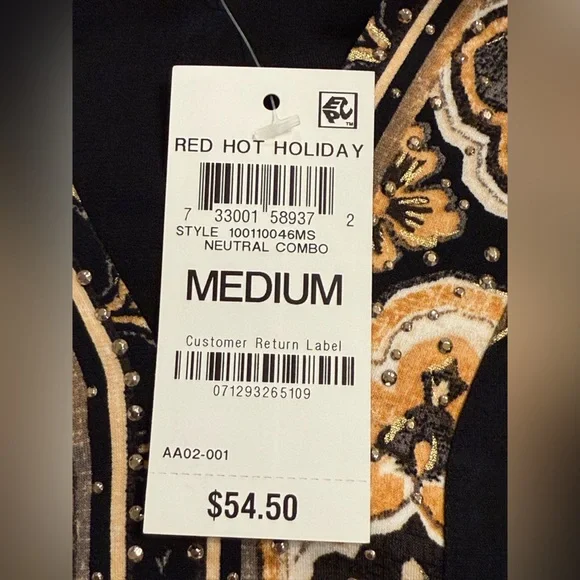 EPC™
RED HOT HOLIDAY
7 33001 58937 2
STYLE 100110046MS
NEUTRAL COMBO
MEDIUM
Customer Return Label
071293265109
AA02-001
$54.50